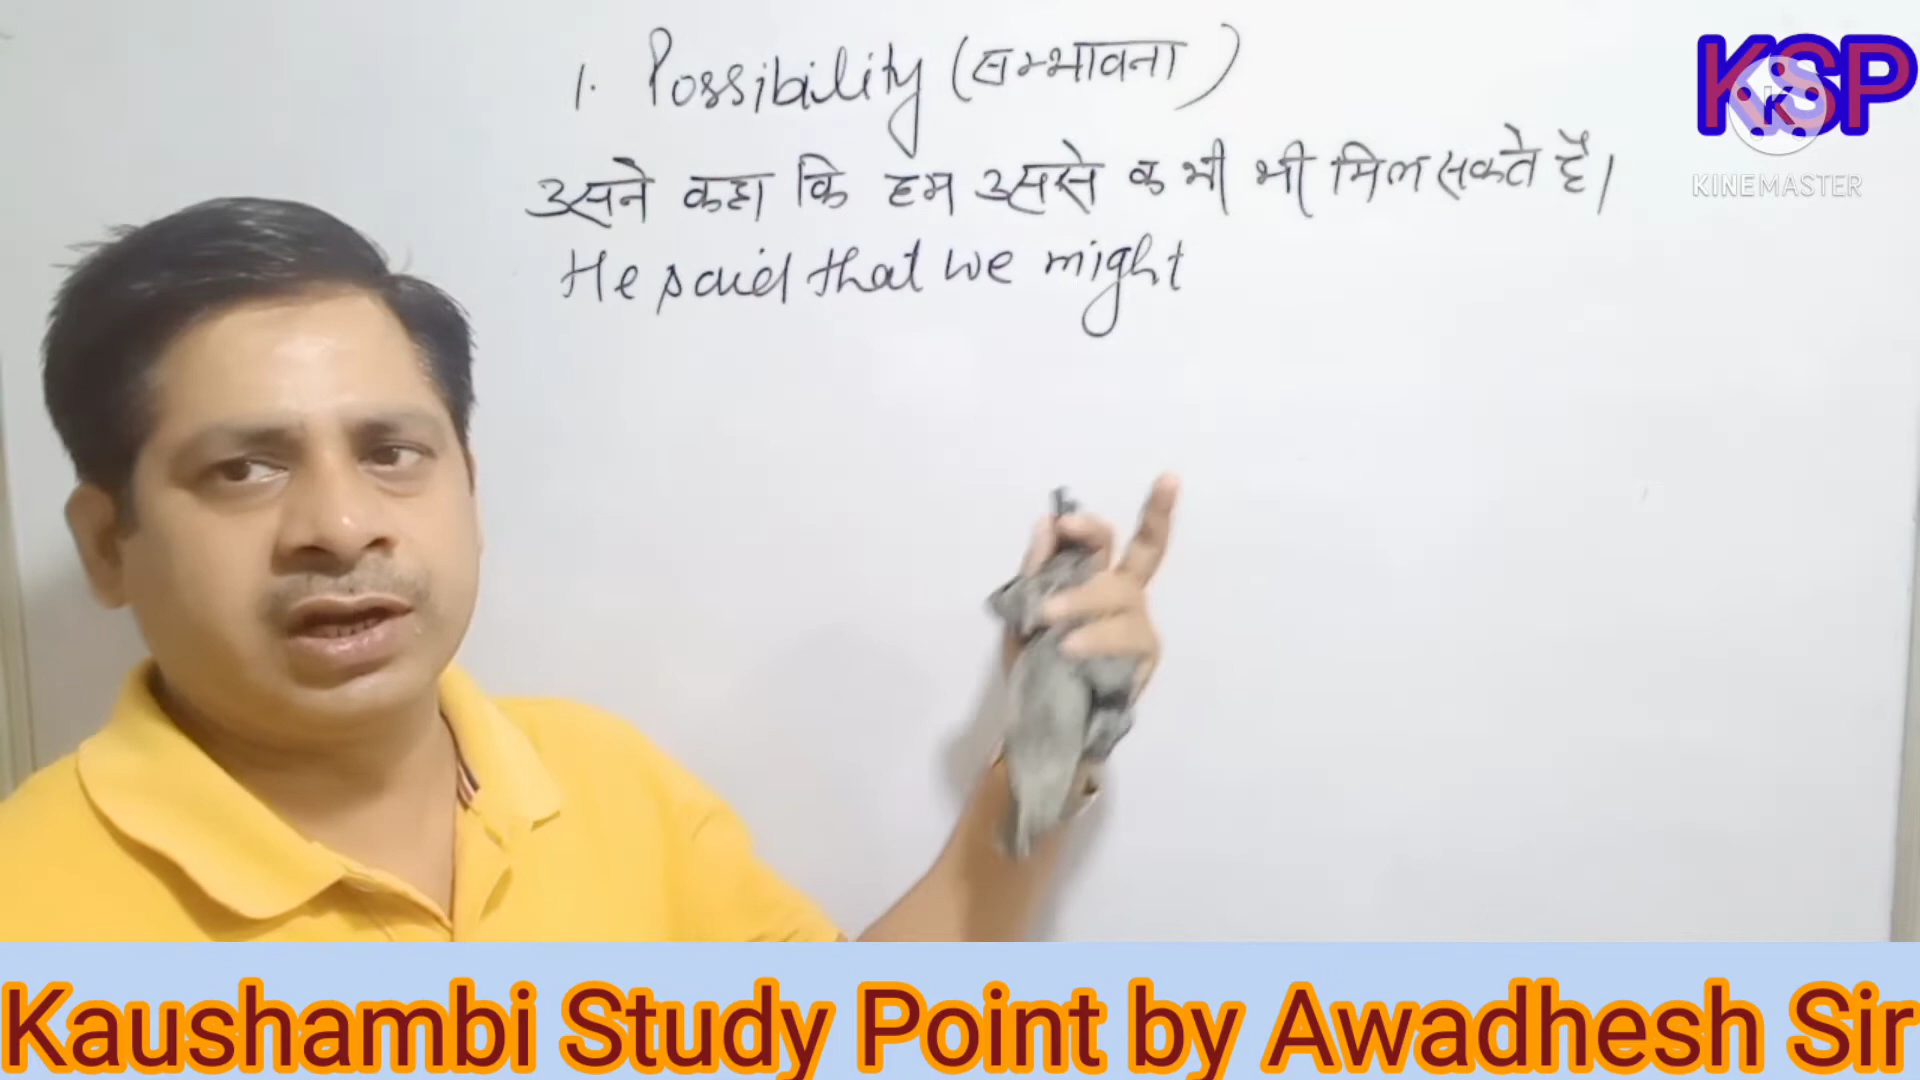 1. Possibility (सम्भावना)
उसने कहा कि हम उससे कभी भी मिल सकते हैं।
He said that we might
KSP
K
KINEMASTER
Kaushambi Study Point by Awadhesh Sir